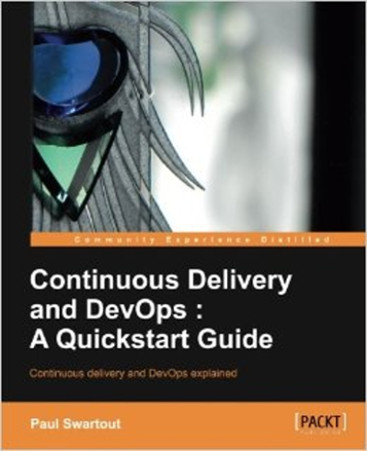 Community Experience Distilled
Continuous Delivery
and DevOps :
A Quickstart Guide
Continuous delivery and DevOps explained
Paul Swartout
[PACKT]
PUBLISHING